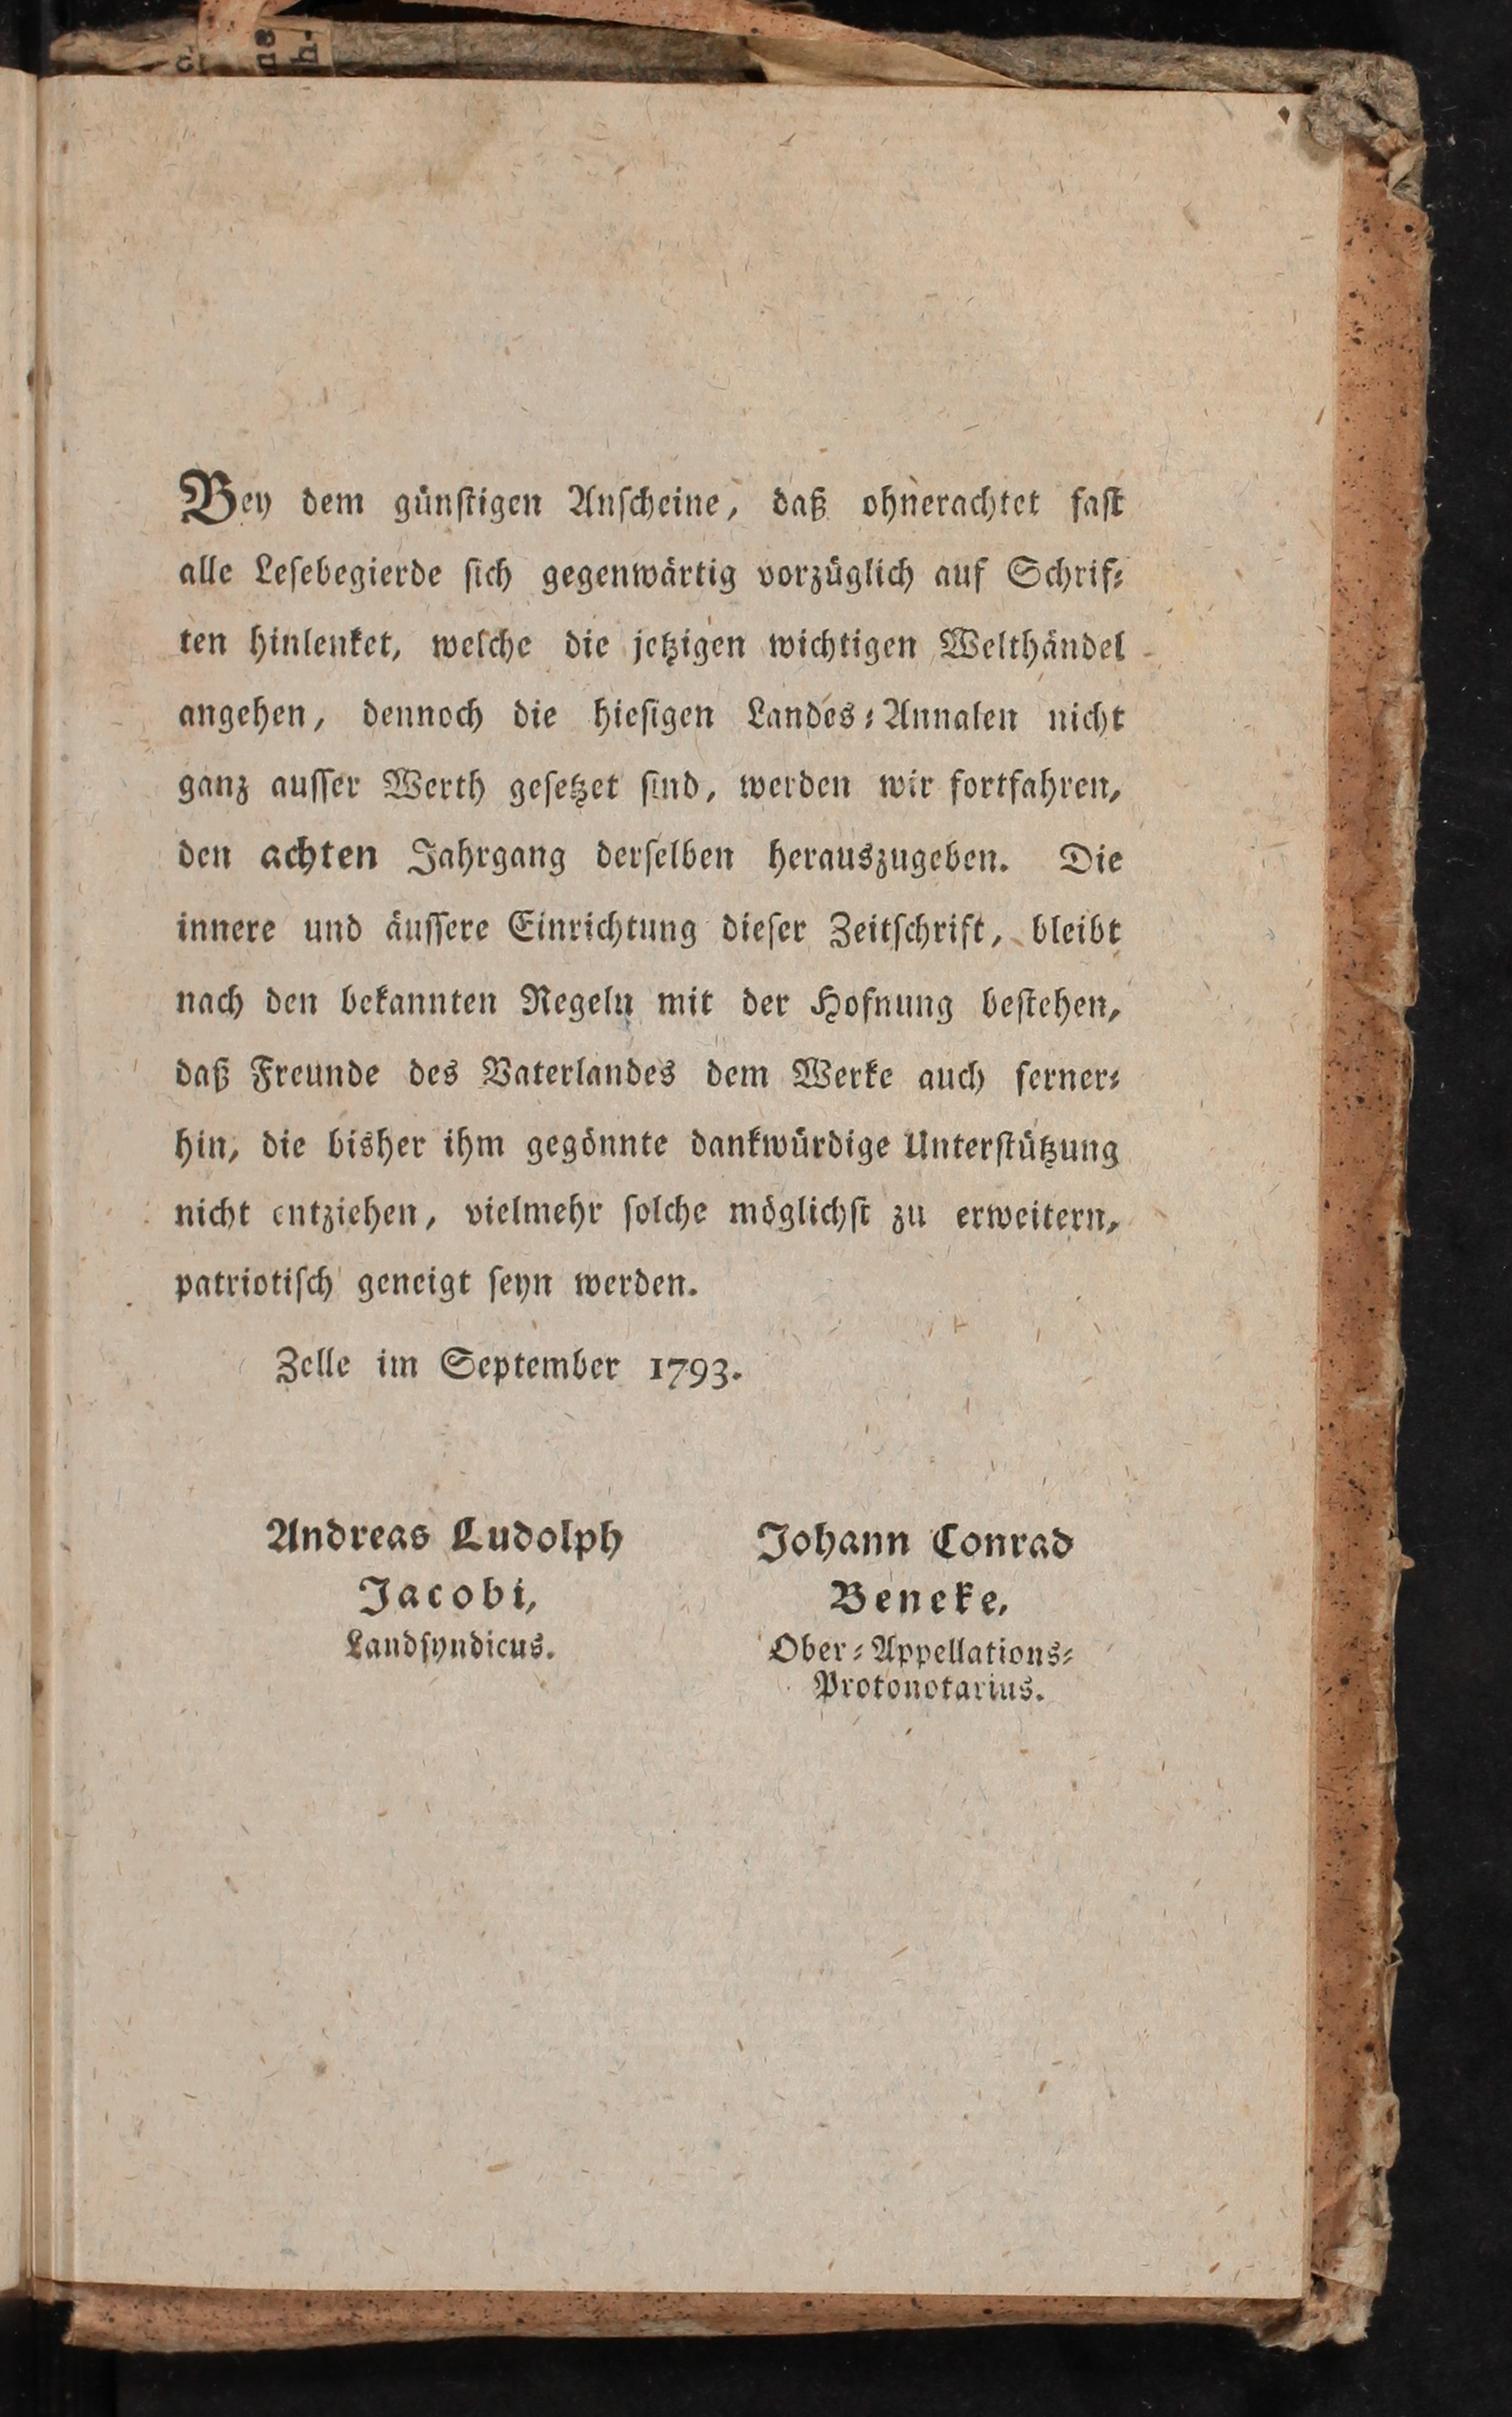 Bey dem günſtigen Anſcheine, daß ohnerachtet faſt
alle Leſebegierde ſich gegenwärtig vorzüglich auf Schrif⸗
ten hinlenket, welche die jetzigen wichtigen Welthändel
angehen, dennoch die hieſigen Landes⸗Annalen nicht
ganz auſſer Werth geſetzet ſind, werden wir fortfahren,
den achten Jahrgang derſelben herauszugeben. Die
innere und äuſſere Einrichtung dieſer Zeitſchrift, bleibt
nach den bekannten Regeln mit der Hofnung beſtehen,
daß Freunde des Vaterlandes dem Werke auch ferner⸗
hin, die bisher ihm gegönnte dankwürdige Unterſtützung
nicht entziehen, vielmehr ſolche möglichſt zu erweitern,
patriotiſch geneigt ſeyn werden.
Zelle im September 1793.
Andreas Ludolph
Jacobi,
Landſyndicus.
Johann Conrad
Beneke,
Ober⸗Appellations⸗
Protonotarius.